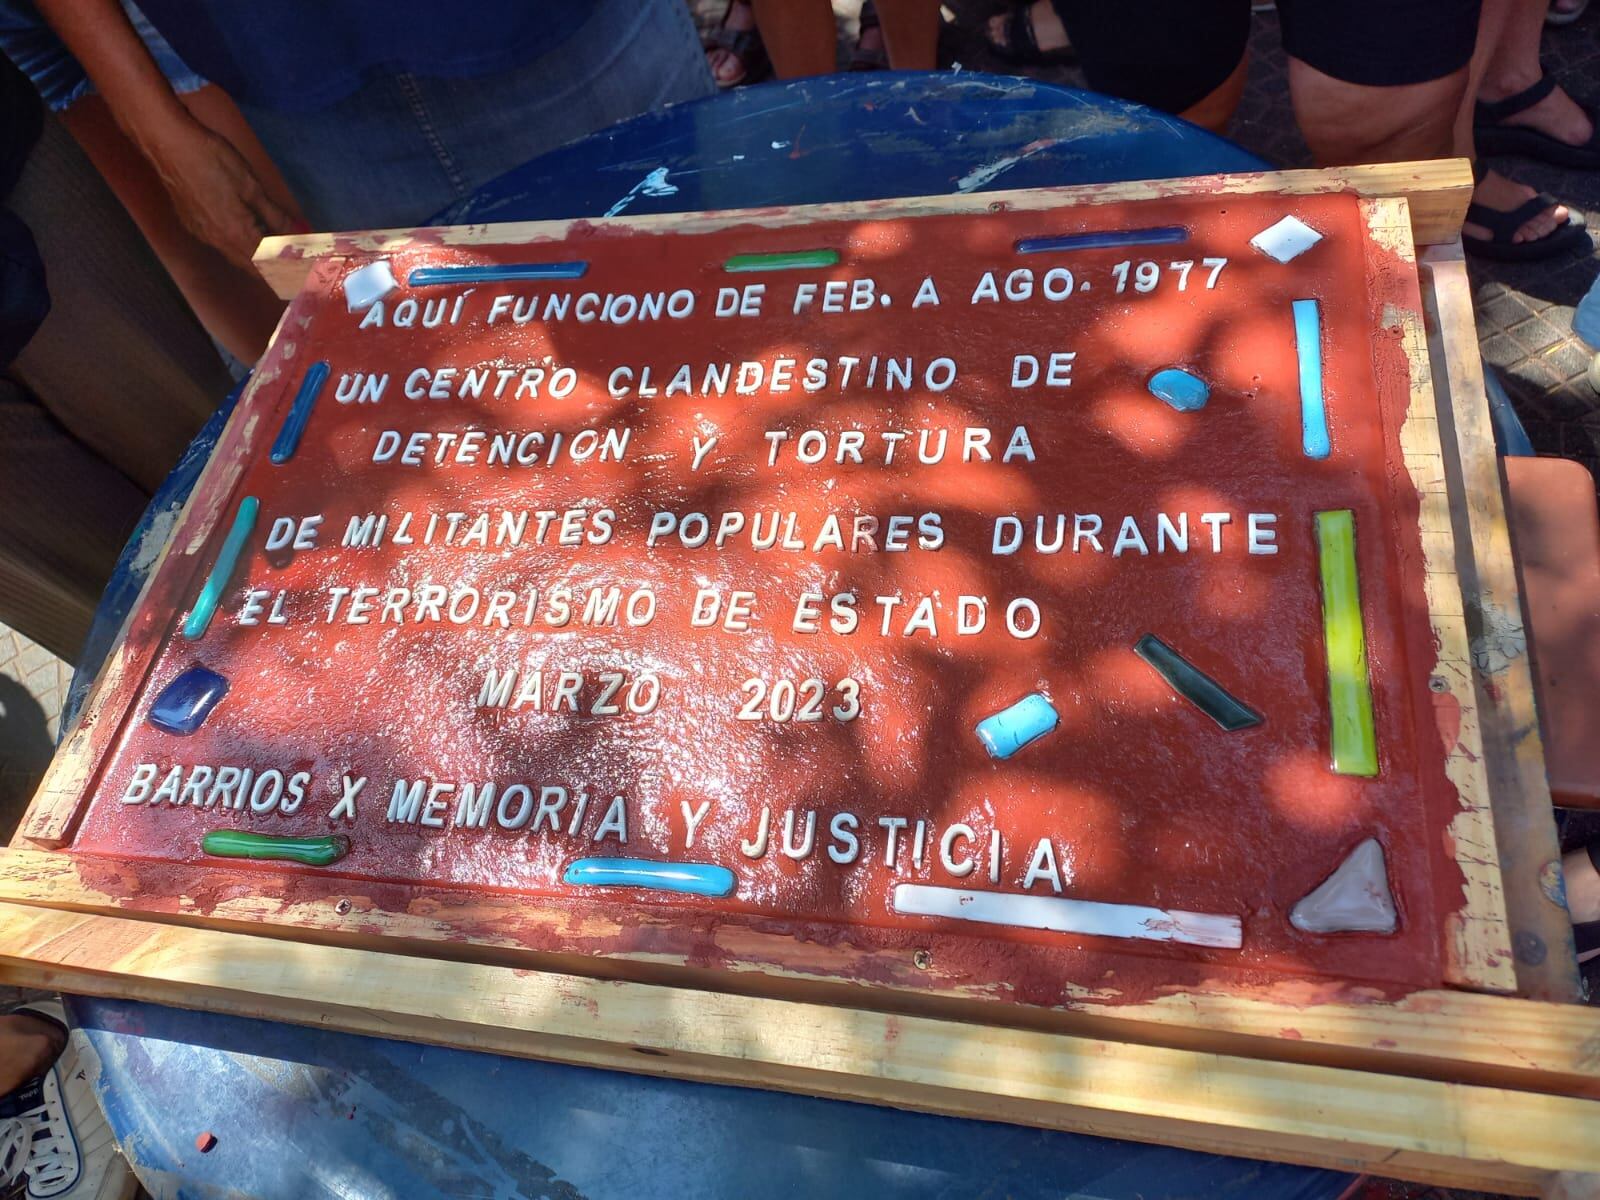 AQUÍ FUNCIONO DE FEB. A AGO. 1977
UN CENTRO CLANDESTINO DE
DETENCION Y TORTURA
DE MILITANTES POPULARES DURANTE
EL TERRORISMO DE ESTADO
MARZO 2023
BARRIOS X MEMORIA Y JUSTICIA